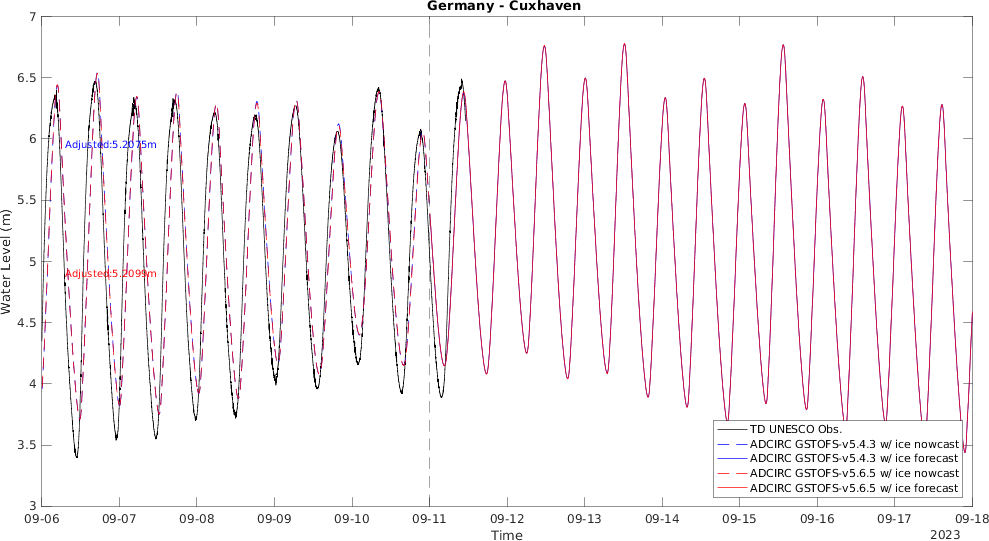 Germany - Cuxhaven
7
6.5
6
5.5
5
4.5
4
3.5
3
Water Level (m)
Adjusted:5.2075m
Adjusted:5.2099m
TD UNESCO Obs.
ADCIRC GSTOFS-v5.4.3 w/ ice nowcast
ADCIRC GSTOFS-v5.4.3 w/ ice forecast
ADCIRC GSTOFS-v5.6.5 w/ ice nowcast
ADCIRC GSTOFS-v5.6.5 w/ ice forecast
09-06 09-07 09-08 09-09 09-10 09-11 09-12 09-13 09-14 09-15 09-16 09-17 09-18
Time
2023